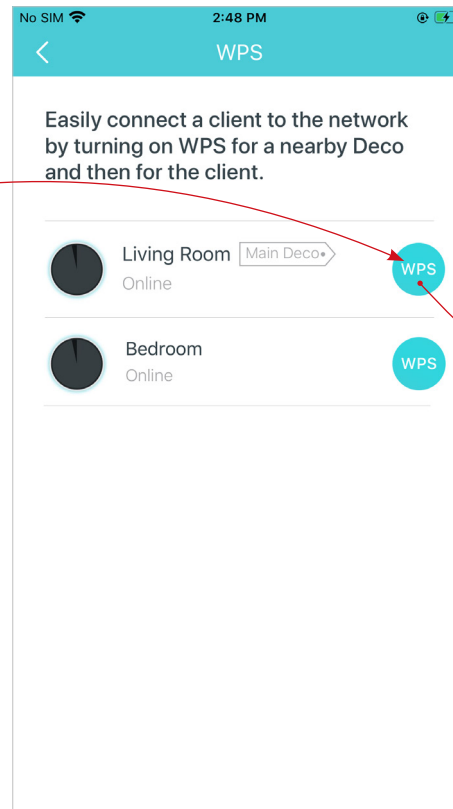 No SIM 2:48 PM
WPS
Easily connect a client to the network
by turning on WPS for a nearby Deco
and then for the client.
Living Room Main Deco
Online
WPS
Bedroom
Online
WPS